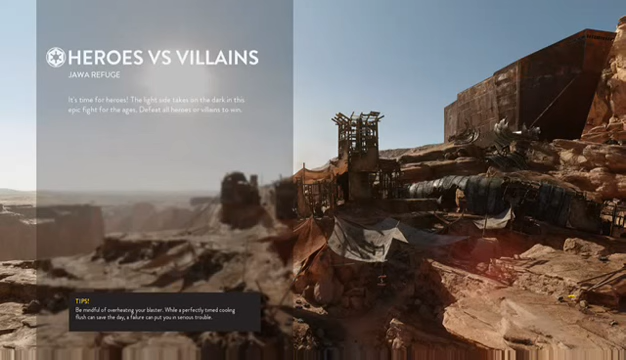 HEROES VS VILLAINS
JAWA REFUGE
It's time for heroes! The light side takes on the dark in this
epic fight for the ages. Defeat all heroes or villains to win.
TIPS!
Be mindful of overheating your blaster. While a perfectly timed cooling
flush can save the day, a failure can put you in serious trouble.